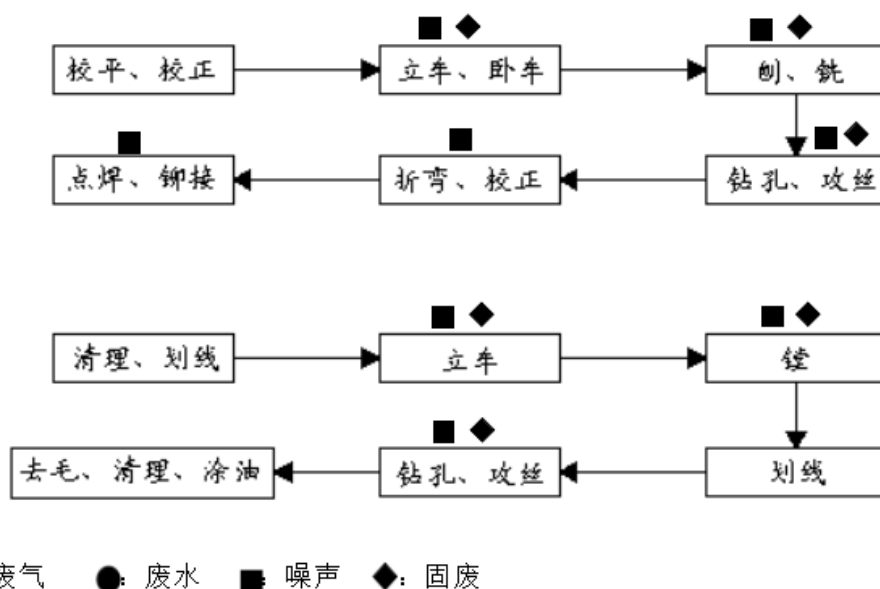 校平、校正 立车、卧车 刨、铣
点焊、铆接 折弯、校正 钻孔、攻丝
清理、划线 立车 镗
去毛、清理、涂油 钻孔、攻丝 划线
废气 ●：废水 ■：噪声 ◆：固废